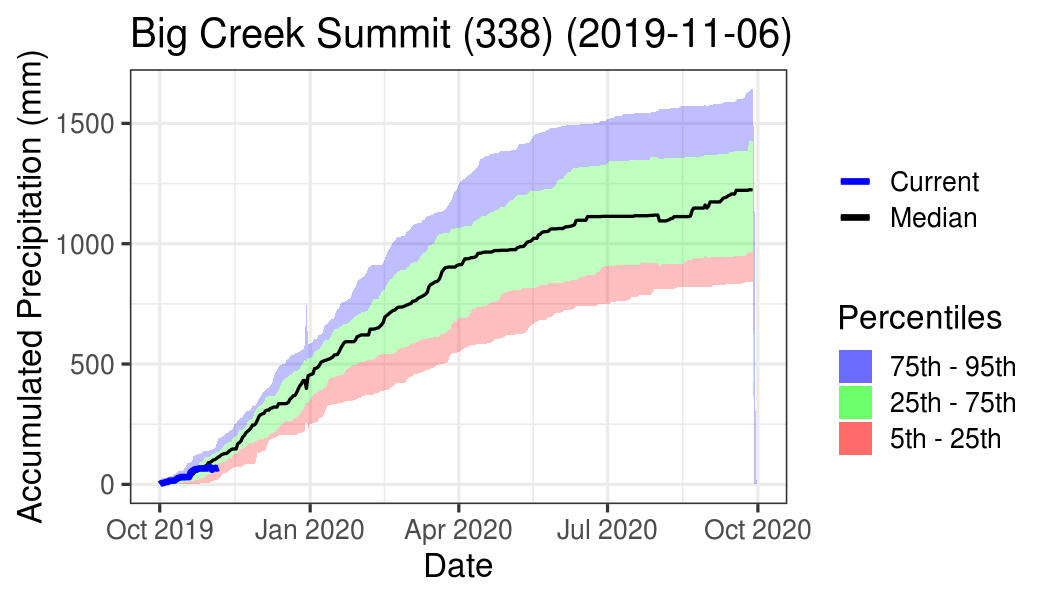 Big Creek Summit (338) (2019-11-06)
Accumulated Precipitation (mm)
1500
1000
500
0
Oct 2019
Jan 2020
Apr 2020
Jul 2020
Oct 2020
Date
Current
Median
Percentiles
75th - 95th
25th - 75th
5th - 25th